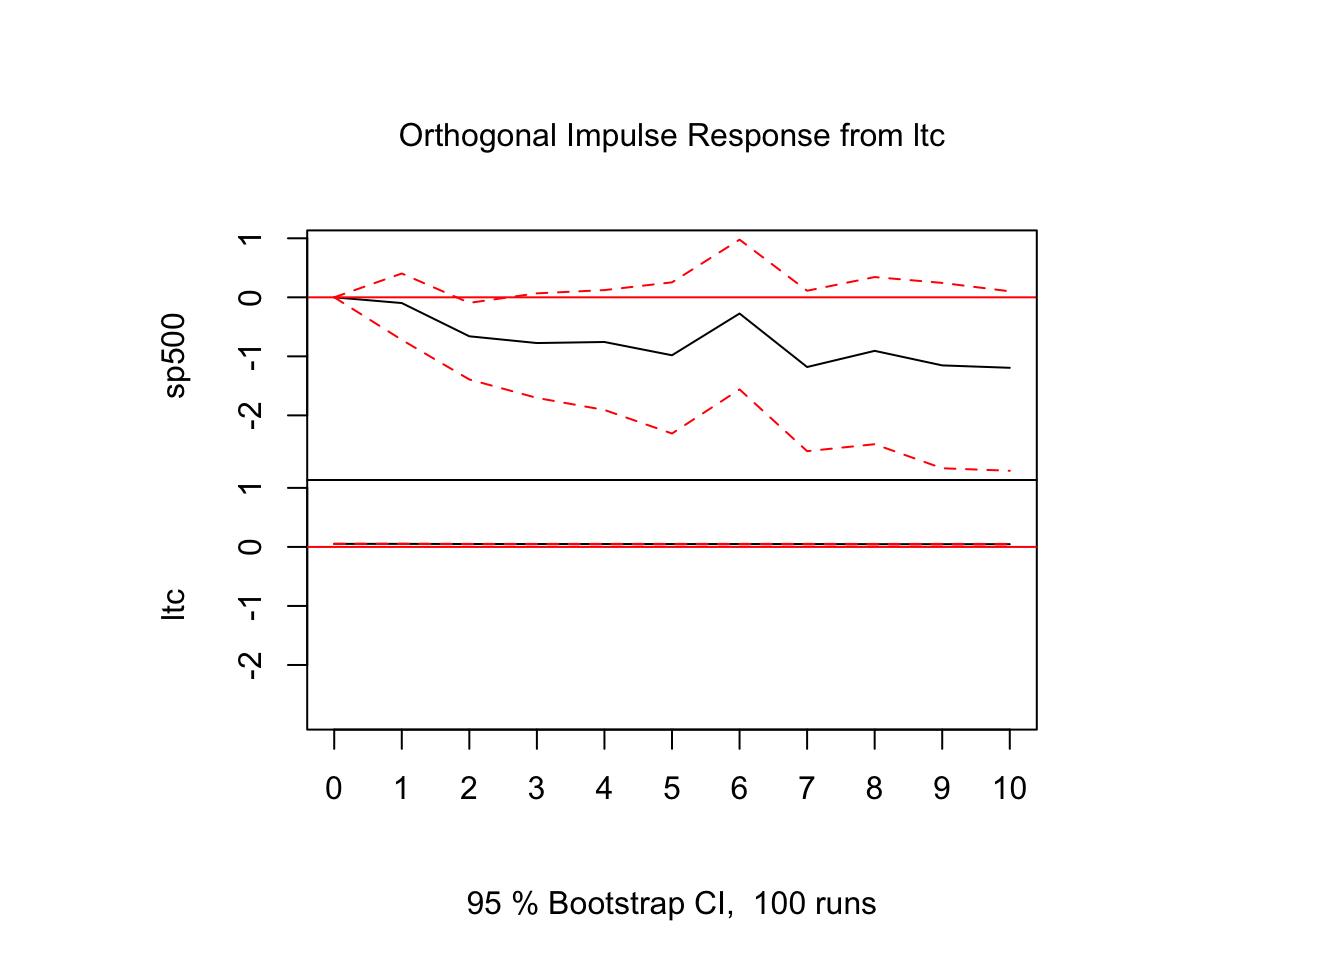 Orthogonal Impulse Response from ltc
sp500
1
0
-1
-2
ltc
1
0
-1
-2
0 1 2 3 4 5 6 7 8 9 10
95 % Bootstrap CI,  100 runs